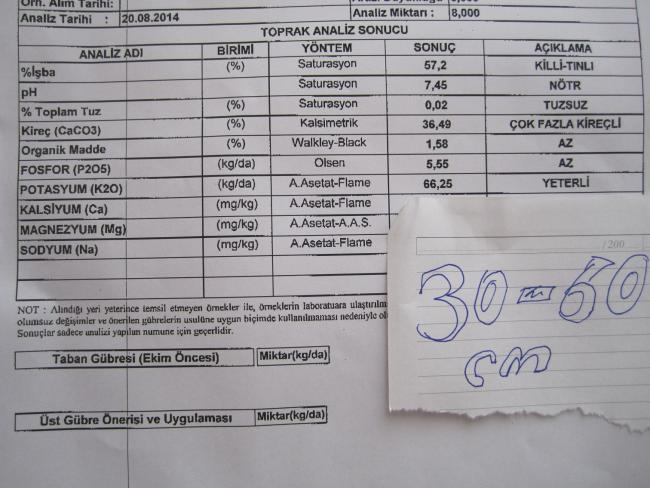 Örn. Alım Tarihi:
Analiz Tarihi : 20.08.2014 Analiz Miktarı : 8,000
TOPRAK ANALİZ SONUCU
ANALİZ ADI BİRİMİ YÖNTEM SONUÇ AÇIKLAMA
%İşba (%) Saturasyon 57,2 KİLLİ-TINLI
pH Saturasyon 7,45 NÖTR
% Toplam Tuz (%) Saturasyon 0,02 TUZSUZ
Kireç (CaCO3) (%) Kalsimetrik 36,49 ÇOK FAZLA KİREÇLİ
Organik Madde (%) Walkley-Black 1,58 AZ
FOSFOR (P2O5) (kg/da) Olsen 5,55 AZ
POTASYUM (K2O) (kg/da) A.Asetat-Flame 66,25 YETERLİ
KALSİYUM (Ca) (mg/kg) A.Asetat-Flame
MAGNEZYUM (Mg) (mg/kg) A.Asetat-A.A.S.
SODYUM (Na) (mg/kg) A.Asetat-Flame
/200
30-60
cm
NOT : Alındığı yeri yeterince temsil etmeyen örnekler ile, örneklerin laboratuara ulaştırılm
olumsuz değişimler ve önerilen gübrelerin usulüne uygun biçimde kullanılmaması nedeniyle ol
Sonuçlar sadece analizi yapılan numune için geçerlidir.
Taban Gübresi (Ekim Öncesi) Miktar(kg/da)
Üst Gübre Önerisi ve Uygulaması Miktar(kg/da)